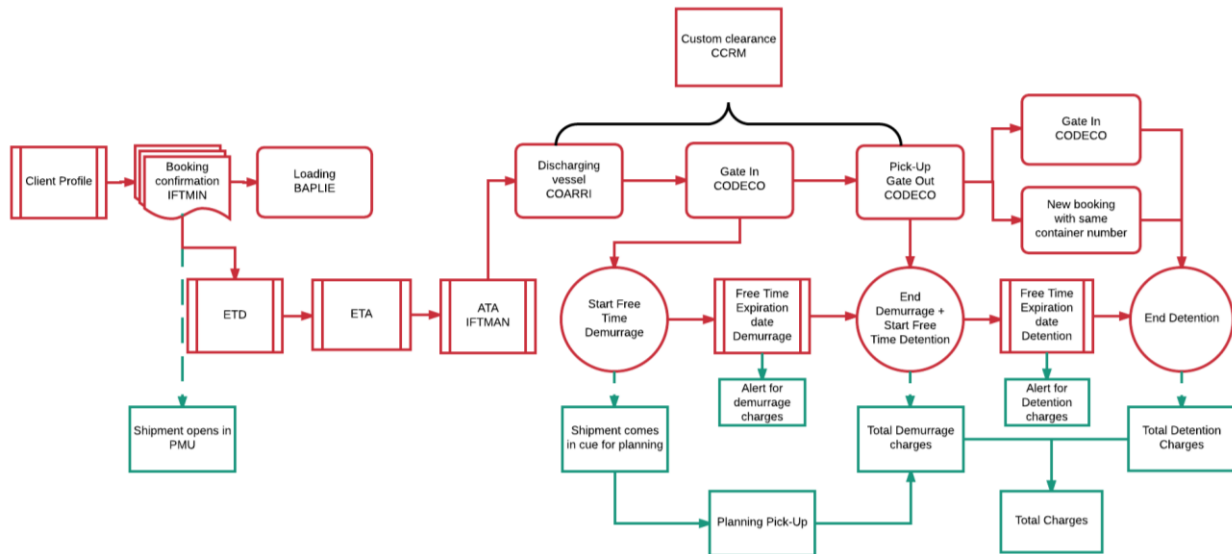 Custom clearance
CCRM
Client Profile
Booking
confirmation
IFTMIN
Loading
BAPLIE
Discharging
vessel
COARRI
Gate In
CODECO
Pick-Up
Gate Out
CODECO
Gate In
CODECO
New booking
with same
container number
ETD
ETA
ATA
IFTMAN
Start Free
Time
Demurrage
Free Time
Expiration
date
Demurrage
End
Demurrage +
Start Free
Time Detention
Free Time
Expiration
date
Detention
End Detention
Shipment opens in
PMU
Shipment comes
in cue for planning
Alert for
demurrage
charges
Total Demurrage
charges
Alert for
Detention
charges
Total Detention
Charges
Planning Pick-Up
Total Charges